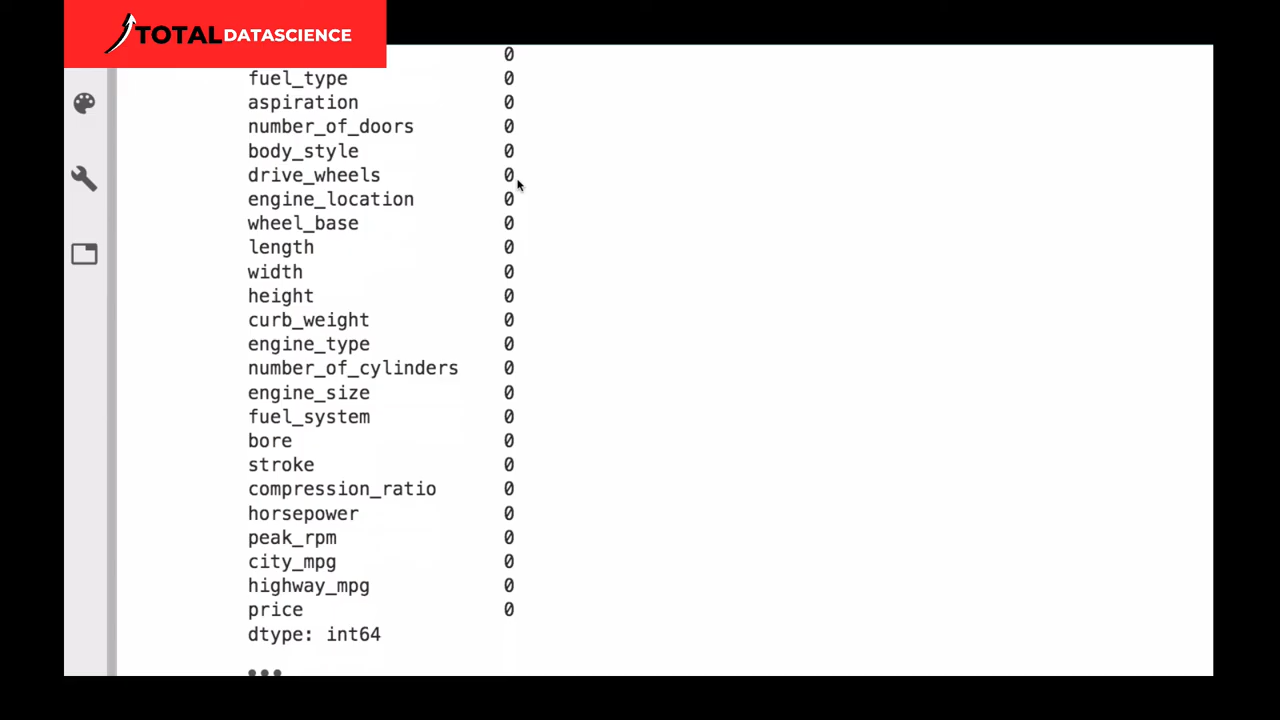 TOTALDATASCIENCE
0
fuel_type 0
aspiration 0
number_of_doors 0
body_style 0
drive_wheels 0
engine_location 0
wheel_base 0
length 0
width 0
height 0
curb_weight 0
engine_type 0
number_of_cylinders 0
engine_size 0
fuel_system 0
bore 0
stroke 0
compression_ratio 0
horsepower 0
peak_rpm 0
city_mpg 0
highway_mpg 0
price 0
dtype: int64